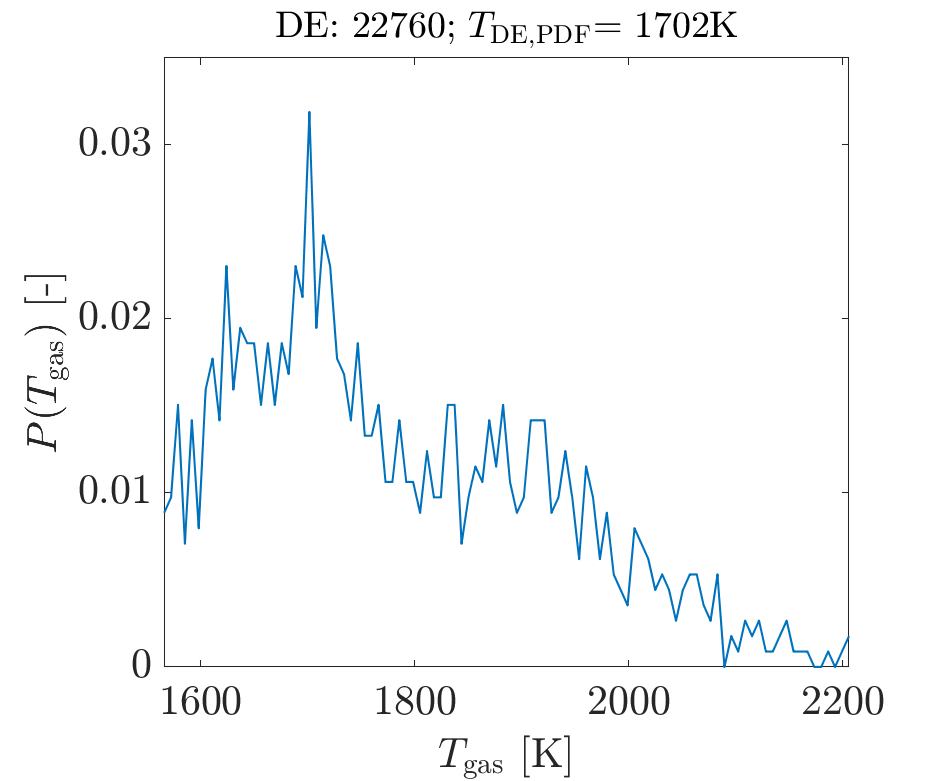 DE: 22760; T_DE,PDF= 1702K
0.03
0.02
0.01
0
P(T_gas) [-]
1600 1800 2000 2200
T_gas [K]